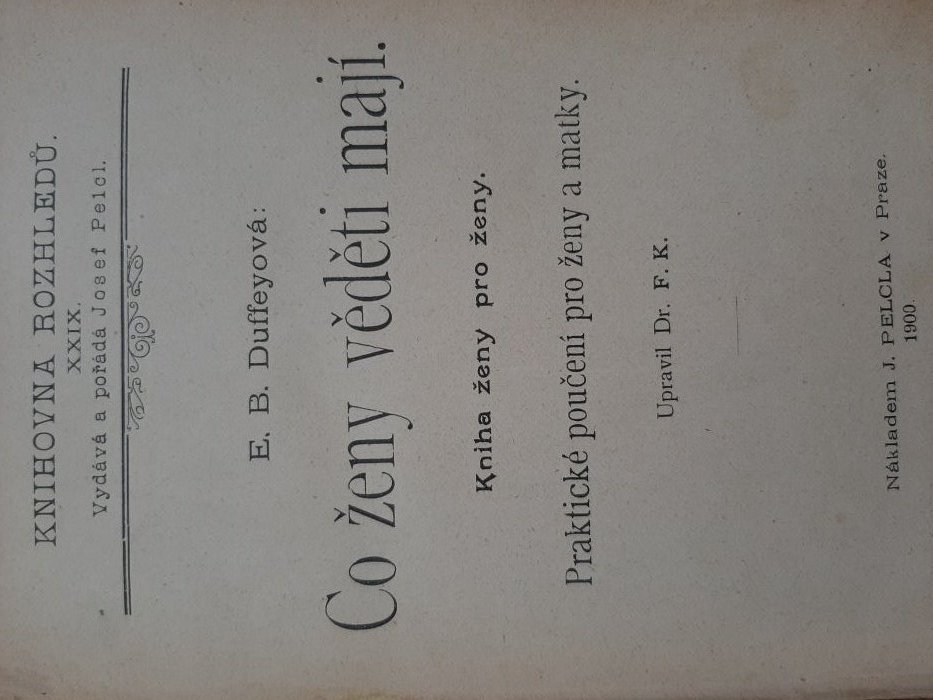 KNIHOVNA ROZHLEDŮ.
XXIX.
Vydává a pořádá Josef Pelcl.
E. B. Duffeyová:
Co ženy věděti mají.
Kniha ženy pro ženy.
Praktické poučení pro ženy a matky.
Upravil Dr. F. K.
Nákladem J. PELCLA v Praze.
1900.